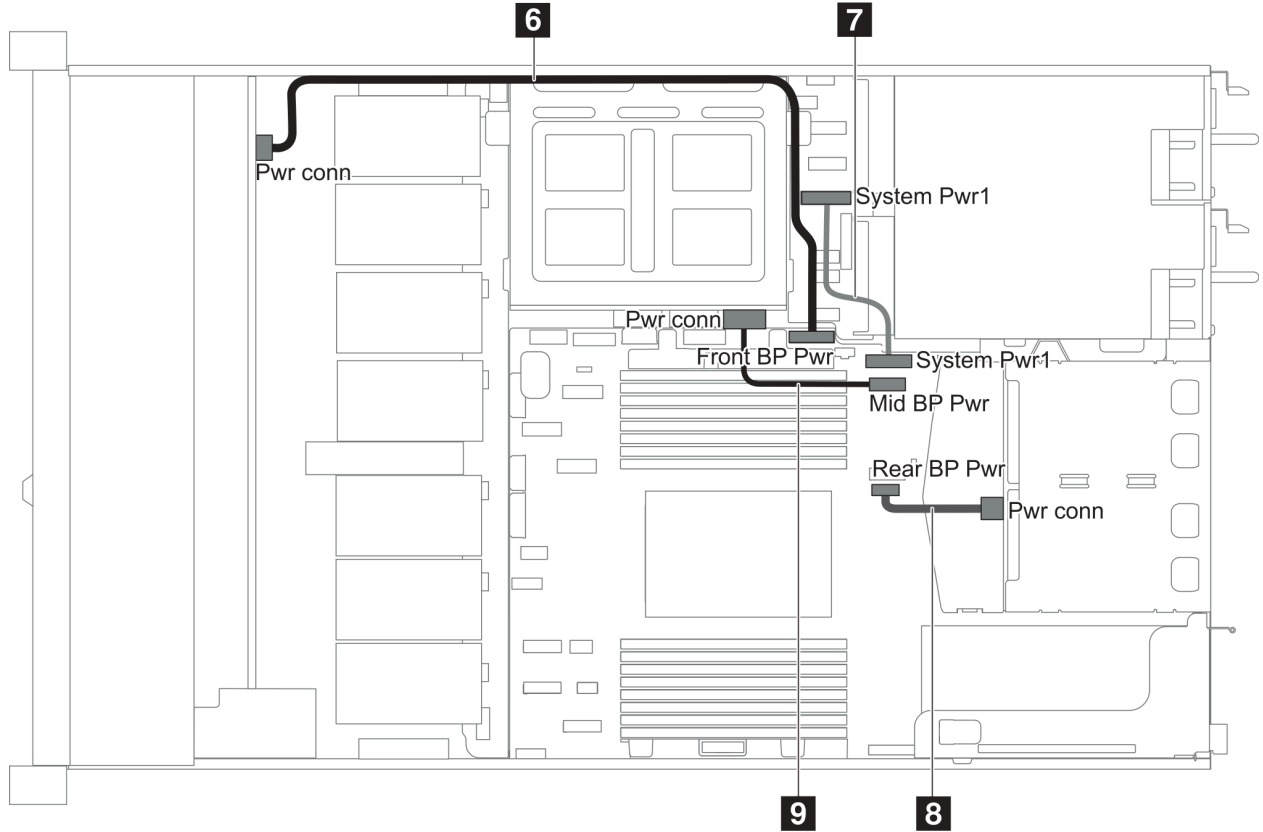 6
7
Pwr conn
System Pwr1
Pwr conn
Front BP Pwr
System Pwr1
Mid BP Pwr
Rear BP Pwr
Pwr conn
9
8